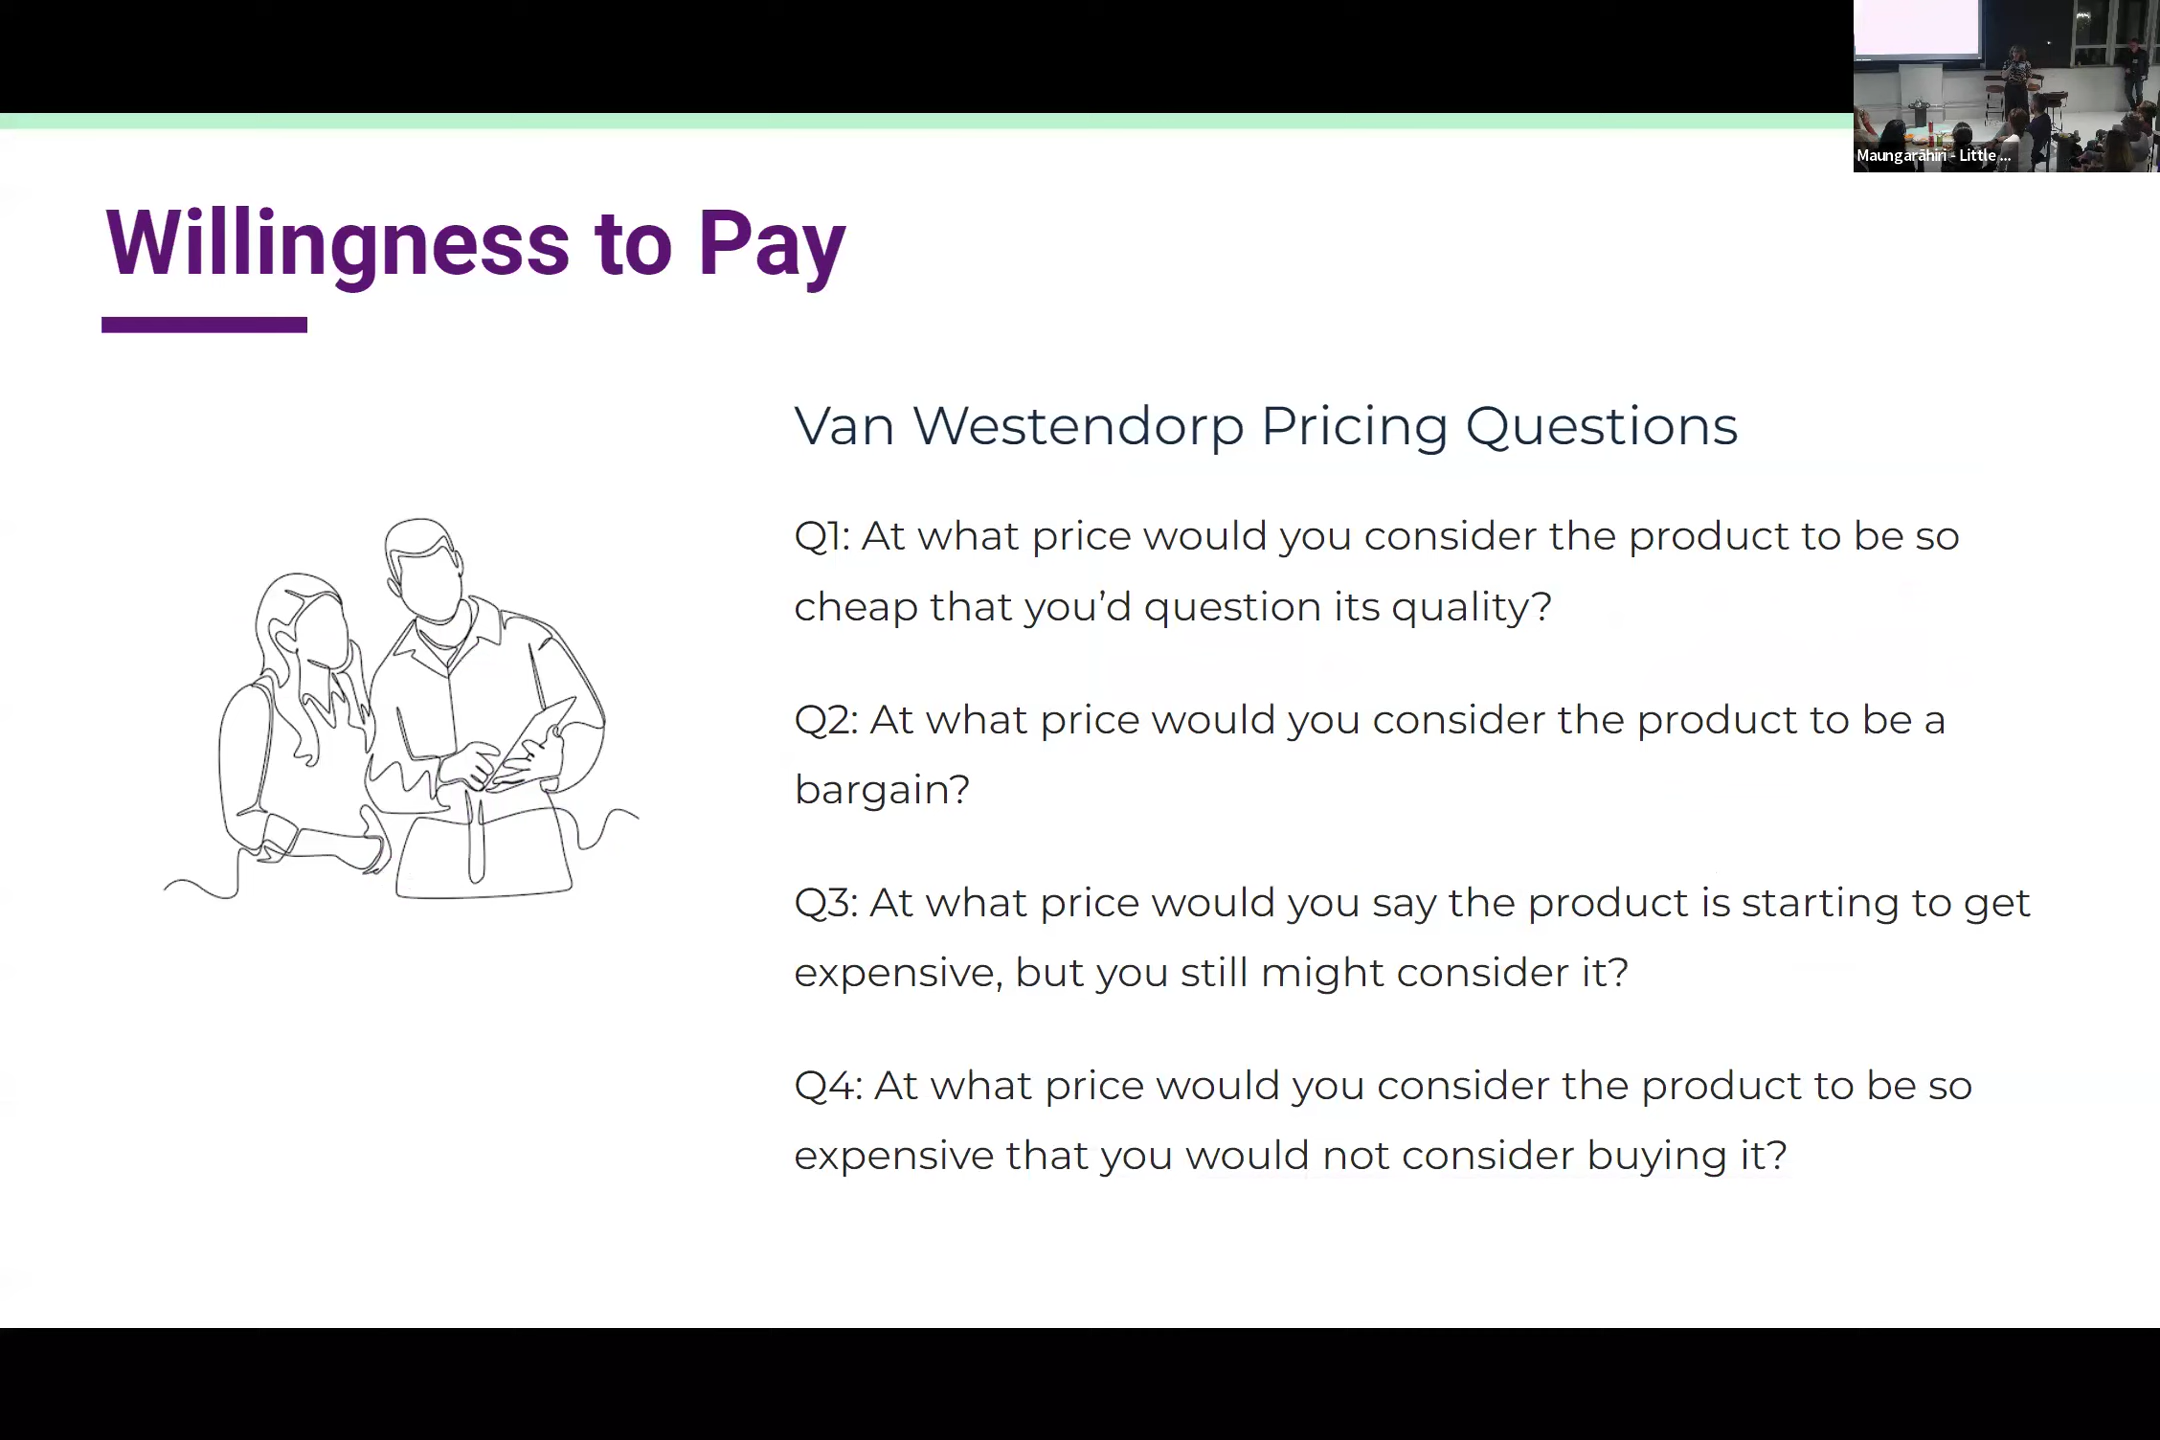 Maungarāhiri - Little ...
Willingness to Pay
Van Westendorp Pricing Questions
Q1: At what price would you consider the product to be so
cheap that you’d question its quality?
Q2: At what price would you consider the product to be a
bargain?
Q3: At what price would you say the product is starting to get
expensive, but you still might consider it?
Q4: At what price would you consider the product to be so
expensive that you would not consider buying it?